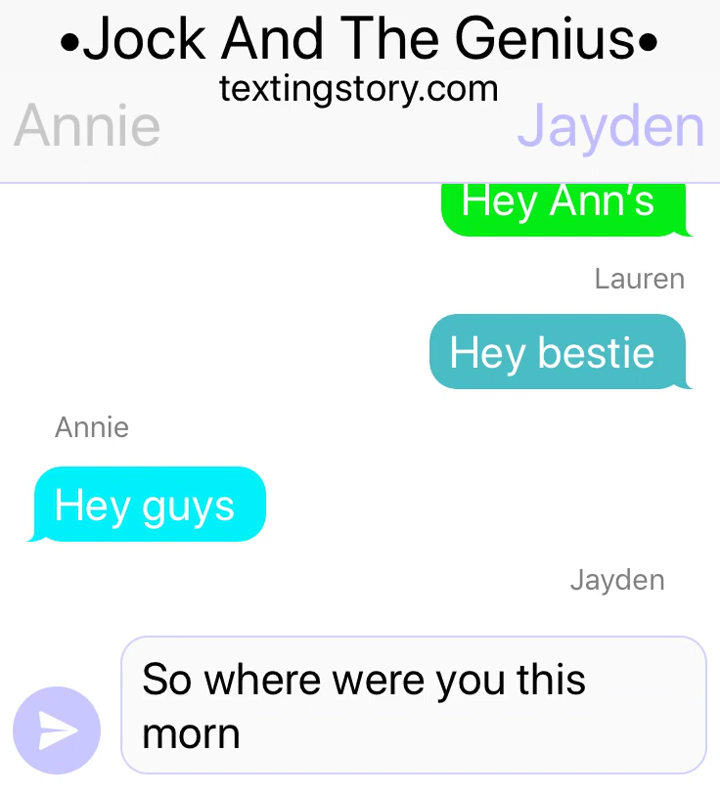 •Jock And The Genius•
textingstory.com
Annie
Jayden
Hey Ann's
Lauren
Hey bestie
Annie
Hey guys
Jayden
So where were you this
morn